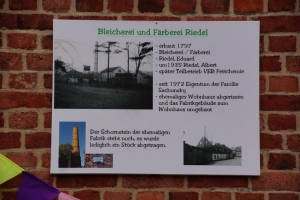 Bleicherei und Färberei Riedel
- erbaut 1797
- Bleicherei / Färberei
- Riedel, Eduard
- um 1935 Riedel, Albert
- später Teilbetrieb VEB Feinchemie
- seit 1972 Eigentum der Familie
Sachunsky
- ehemaliges Wohnhaus abgerissen
und das Fabrikgebäude zum
Wohnhaus umgebaut
Der Schornstein der ehemaligen
Fabrik steht noch, es wurde
lediglich ein Stück abgetragen.